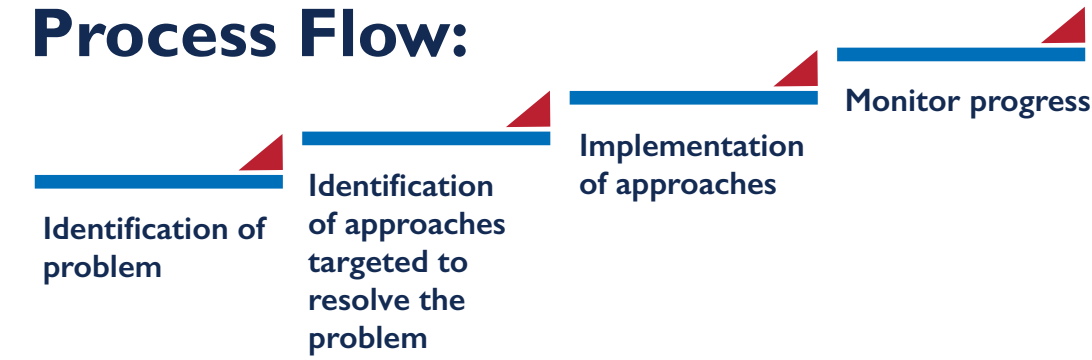 Process Flow:
Identification of
problem
Identification
of approaches
targeted to
resolve the
problem
Implementation
of approaches
Monitor progress